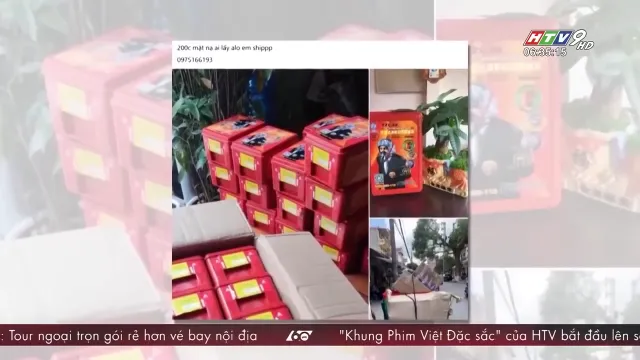 200c mặt nạ ai lấy alo em shippp
0975166193
HTV9 HD
06:35:15
: Tour ngoại trọn gói rẻ hơn vé bay nội địa
60
"Khung Phim Việt Đặc sắc" của HTV bắt đầu lên s